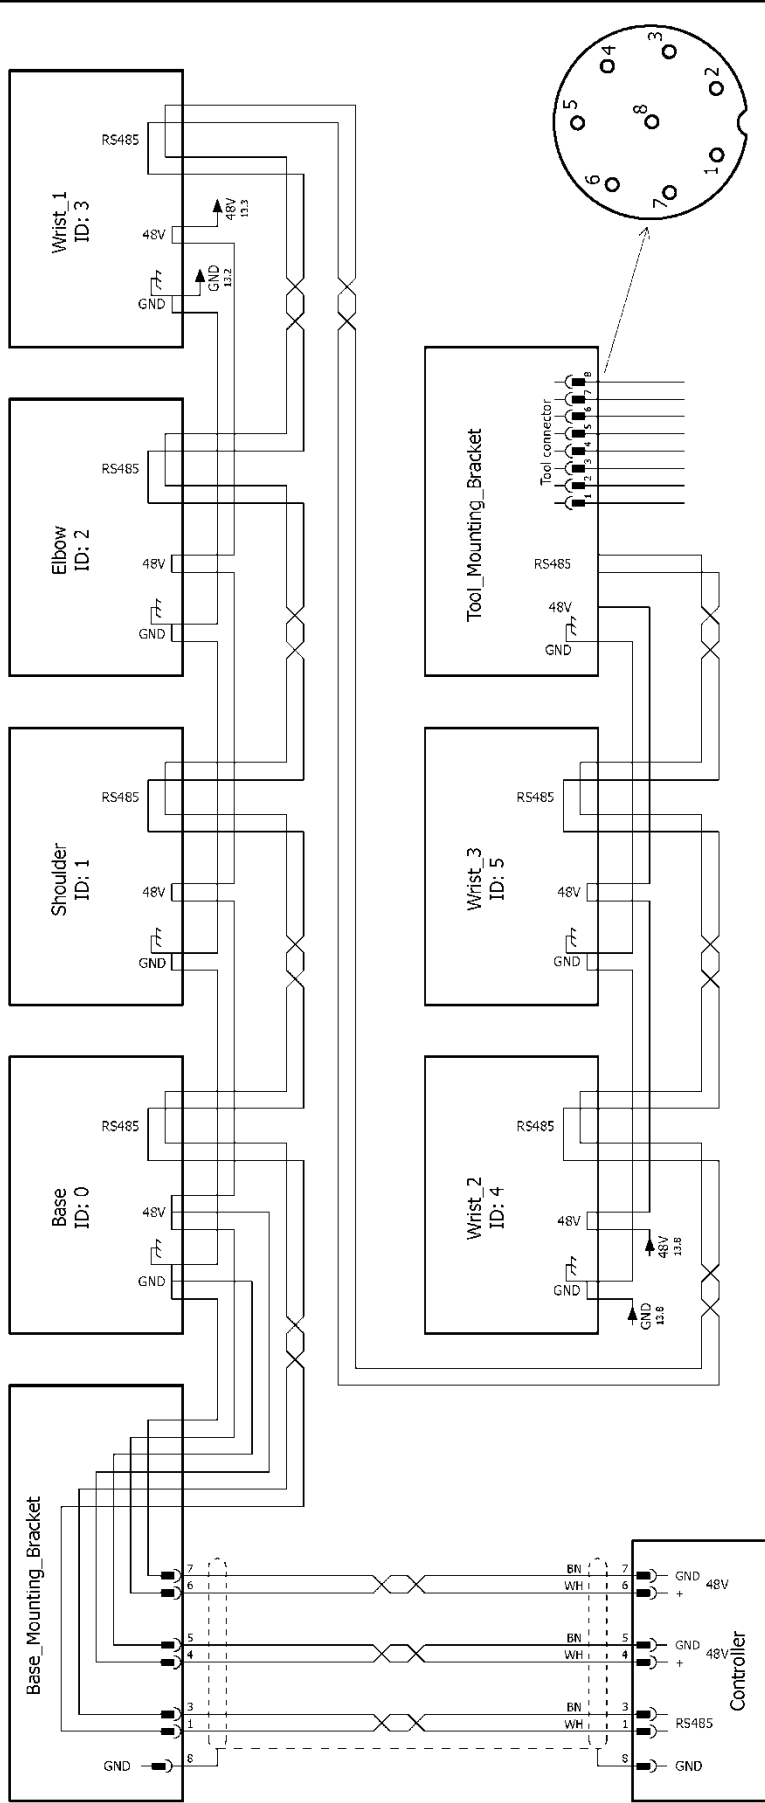 4
3
5
8
2
6
7
1
Wrist_1
ID: 3
RS485
48V
48V
13.3
GND
GND
13.2
Elbow
ID: 2
RS485
48V
GND
Shoulder
ID: 1
RS485
48V
GND
Base
ID: 0
RS485
48V
GND
Tool_Mounting_Bracket
Tool connector
8
7
6
5
4
3
2
1
RS485
48V
GND
Wrist_3
ID: 5
RS485
48V
GND
Wrist_2
ID: 4
RS485
48V
48V
13.8
GND
GND
13.8
Base_Mounting_Bracket
7
6
5
4
3
1
GND
8
BN
WH
BN
WH
BN
WH
7
6
5
4
3
1
8
GND
+
48V
GND
+
48V
RS485
GND
Controller